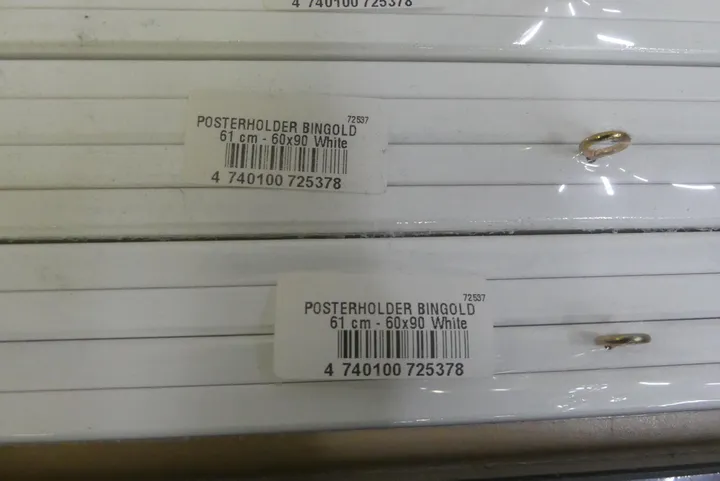 4 740100 725378
72537
POSTERHOLDER BINGOLD
61 cm - 60x90 White
4 740100 725378
72537
POSTERHOLDER BINGOLD
61 cm - 60x90 White
4 740100 725378